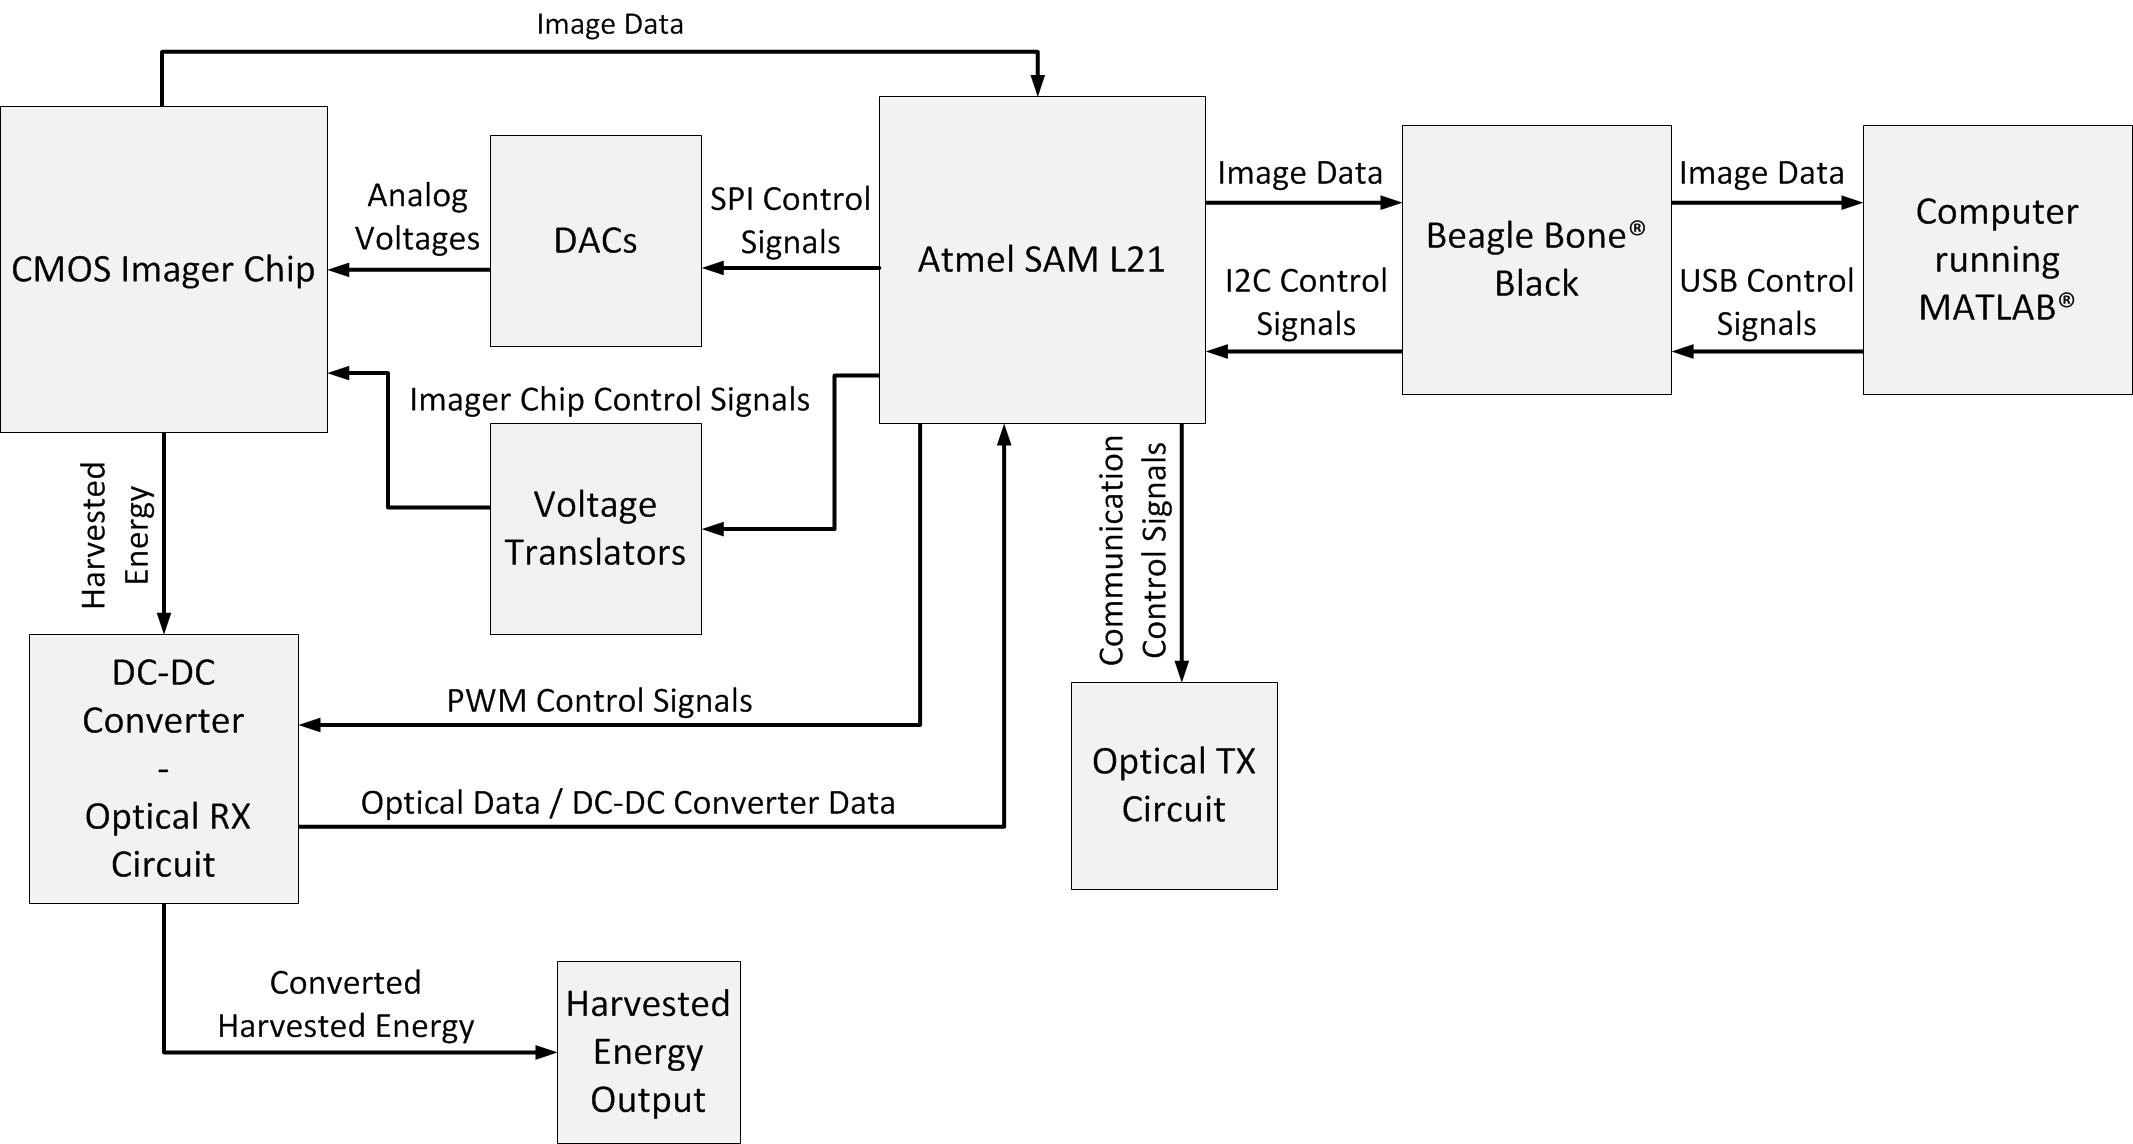 Image Data
CMOS Imager Chip
Analog
Voltages
DACs
SPI Control
Signals
Atmel SAM L21
Image Data
I2C Control
Signals
Beagle Bone®
Black
Image Data
USB Control
Signals
Computer
running
MATLAB®
Imager Chip Control Signals
Voltage
Translators
Harvested
Energy
Communication
Control Signals
DC-DC
Converter
-
Optical RX
Circuit
PWM Control Signals
Optical Data / DC-DC Converter Data
Optical TX
Circuit
Converted
Harvested Energy
Harvested
Energy
Output